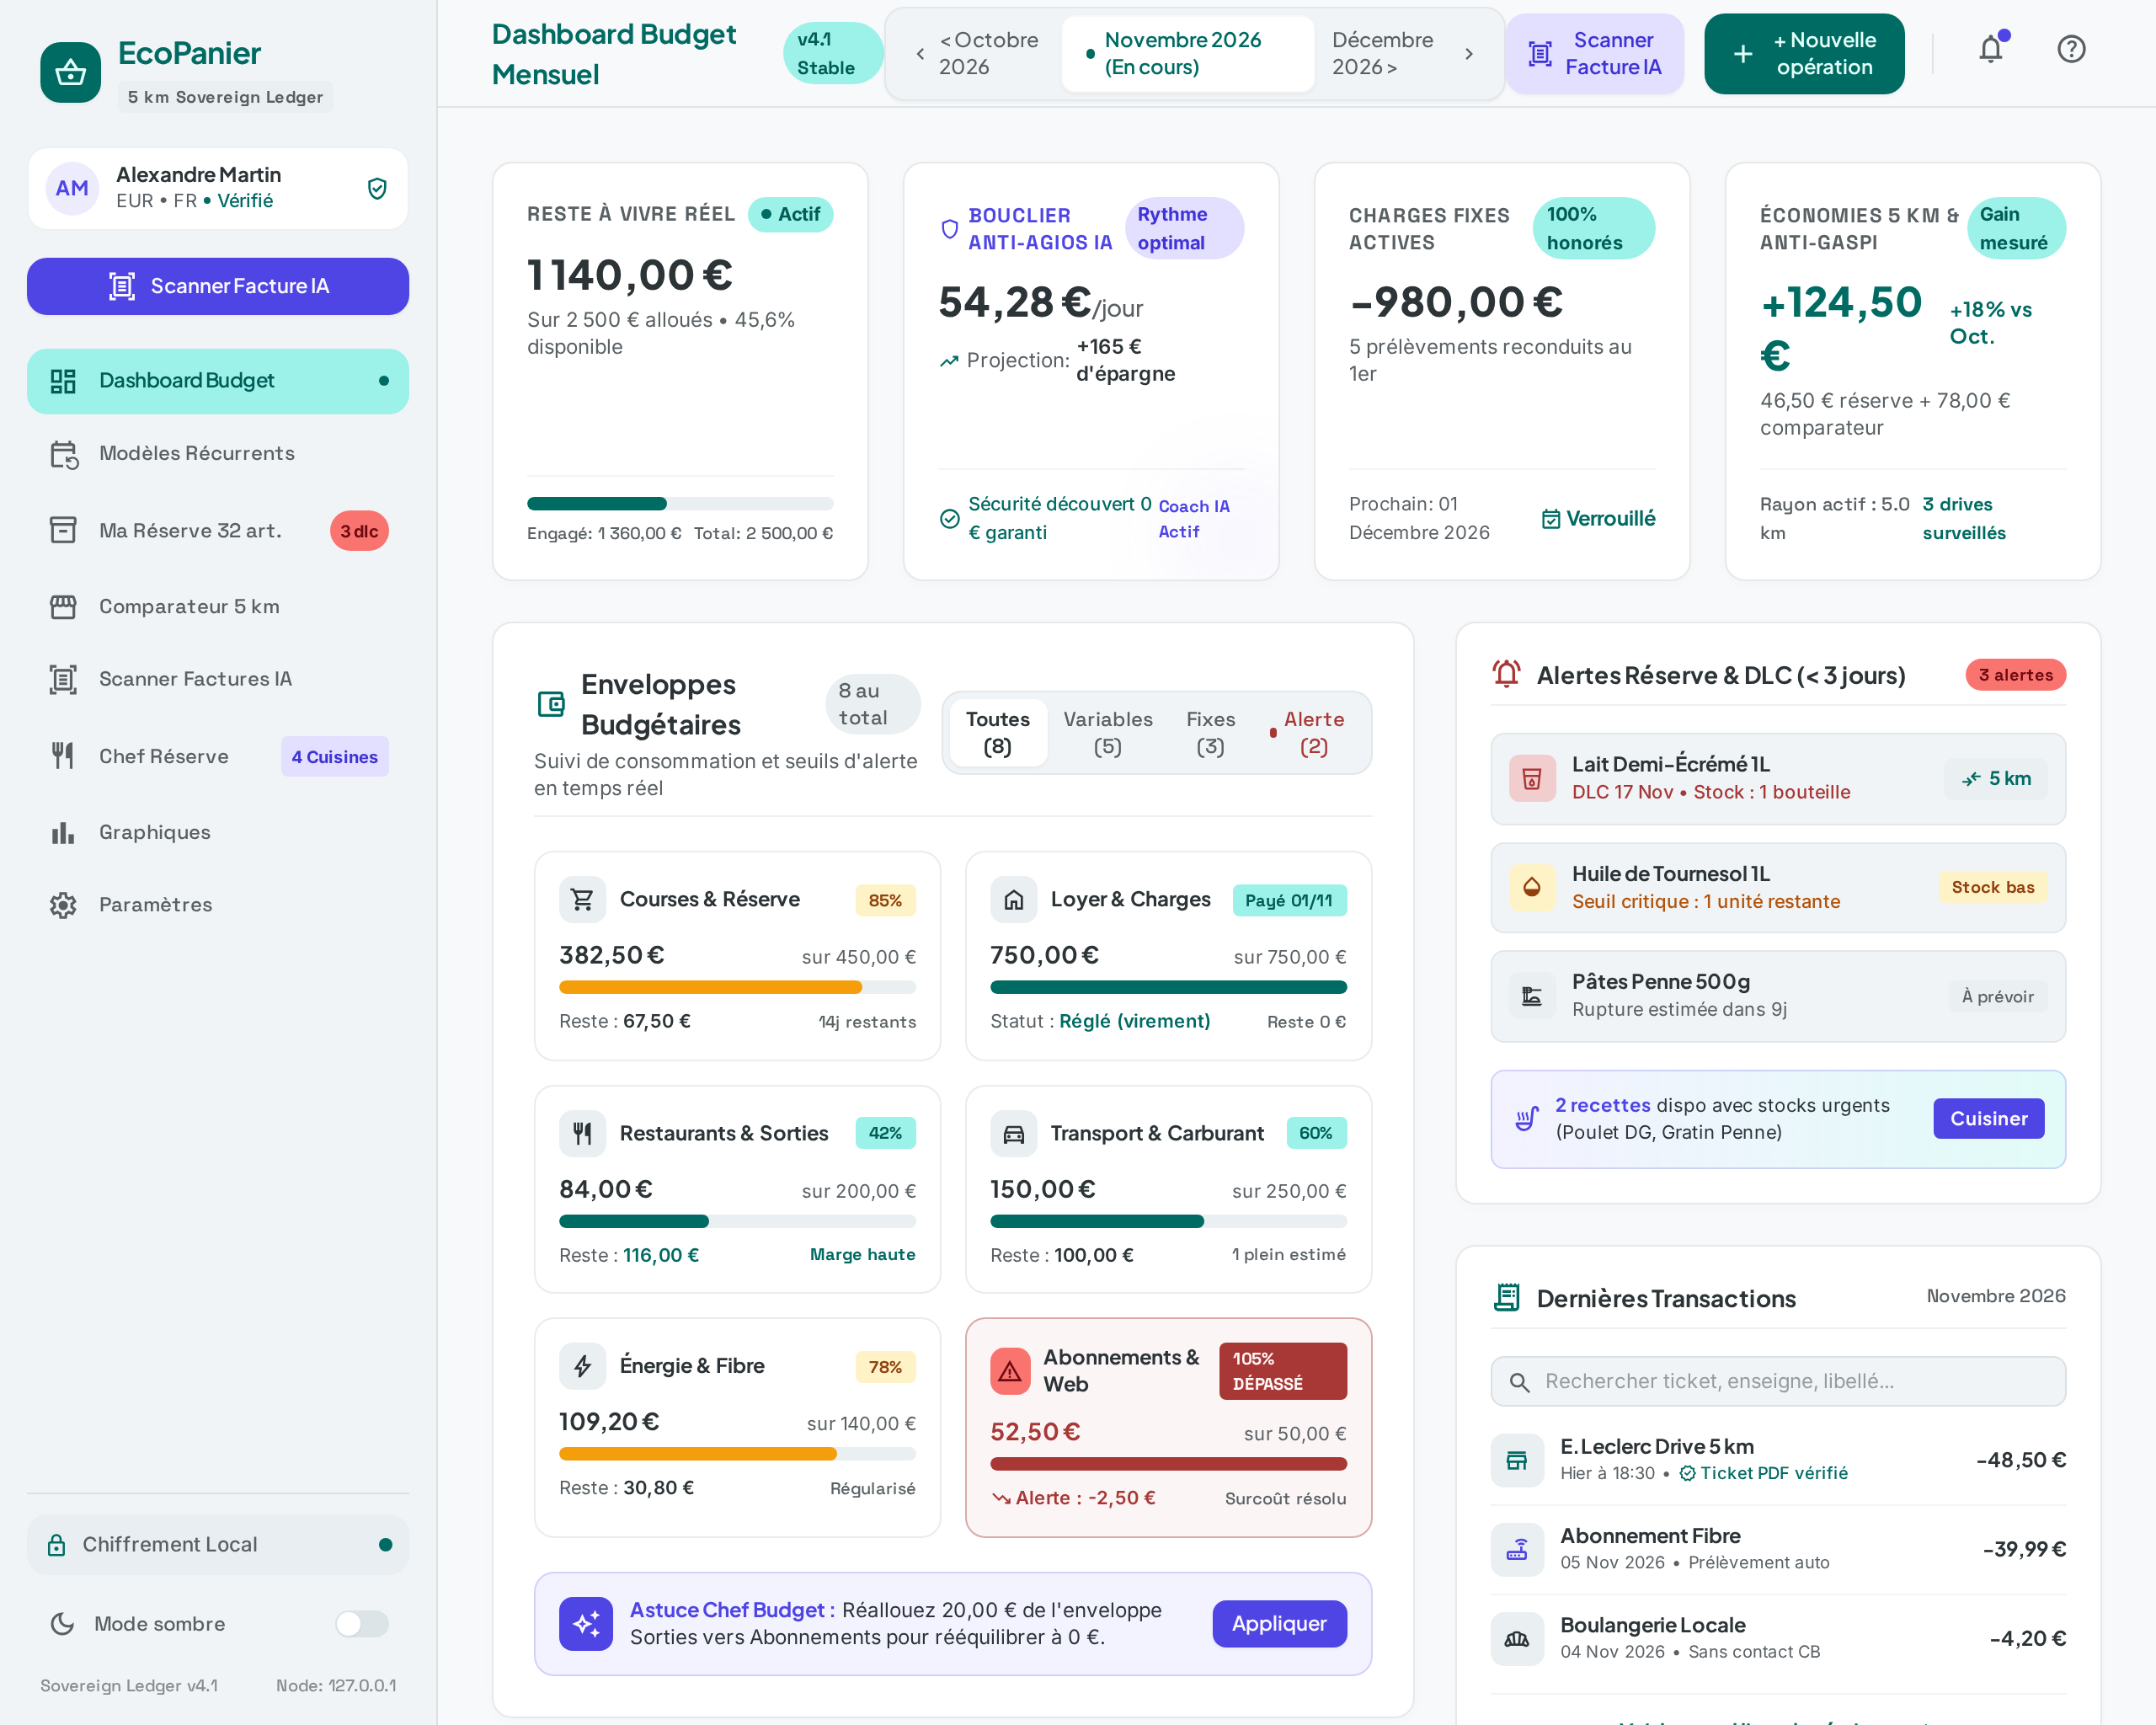 EcoPanier
5 km Sovereign Ledger
AM
Alexandre Martin
EUR • FR • Vérifié
Scanner Facture IA
Dashboard Budget
Modèles Récurrents
Ma Réserve 32 art.
3 dlc
Comparateur 5 km
Scanner Factures IA
Chef Réserve
4 Cuisines
Graphiques
Paramètres
Chiffrement Local
Mode sombre
Sovereign Ledger v4.1
Node: 127.0.0.1
Dashboard Budget
Mensuel
v4.1
Stable
< Octobre
2026
Novembre 2026
(En cours)
Décembre
2026 >
Scanner
Facture IA
+ Nouvelle
opération
RESTE À VIVRE RÉEL
Actif
1 140,00 €
Sur 2 500 € alloués • 45,6%
disponible
Engagé: 1 360,00 €
Total: 2 500,00 €
BOUCLIER
ANTI-AGIOS IA
Rythme
optimal
54,28 €/jour
Projection:
+165 €
d'épargne
Sécurité découvert 0
€ garanti
Coach IA
Actif
CHARGES FIXES
ACTIVES
100%
honorés
-980,00 €
5 prélèvements reconduits au
1er
Prochain: 01
Décembre 2026
Verrouillé
ÉCONOMIES 5 KM &
ANTI-GASPI
Gain
mesuré
+124,50
€
+18% vs
Oct.
46,50 € réserve + 78,00 €
comparateur
Rayon actif : 5.0
km
3 drives
surveillés
Enveloppes
Budgétaires
8 au
total
Suivi de consommation et seuils d'alerte
en temps réel
Toutes
(8)
Variables
(5)
Fixes
(3)
Alerte
(2)
Courses & Réserve
85%
382,50 €
sur 450,00 €
Reste : 67,50 €
14j restants
Loyer & Charges
Payé 01/11
750,00 €
sur 750,00 €
Statut : Réglé (virement)
Reste 0 €
Restaurants & Sorties
42%
84,00 €
sur 200,00 €
Reste : 116,00 €
Marge haute
Transport & Carburant
60%
150,00 €
sur 250,00 €
Reste : 100,00 €
1 plein estimé
Énergie & Fibre
78%
109,20 €
sur 140,00 €
Reste : 30,80 €
Régularisé
Abonnements &
Web
105%
DÉPASSÉ
52,50 €
sur 50,00 €
Alerte : -2,50 €
Surcoût résolu
Astuce Chef Budget : Réallouez 20,00 € de l'enveloppe
Sorties vers Abonnements pour rééquilibrer à 0 €.
Appliquer
Alertes Réserve & DLC (< 3 jours)
3 alertes
Lait Demi-Écrémé 1L
DLC 17 Nov • Stock : 1 bouteille
5 km
Huile de Tournesol 1L
Seuil critique : 1 unité restante
Stock bas
Pâtes Penne 500g
Rupture estimée dans 9j
À prévoir
2 recettes dispo avec stocks urgents
(Poulet DG, Gratin Penne)
Cuisiner
Dernières Transactions
Novembre 2026
Rechercher ticket, enseigne, libellé...
E.Leclerc Drive 5 km
Hier à 18:30 • Ticket PDF vérifié
-48,50 €
Abonnement Fibre
05 Nov 2026 • Prélèvement auto
-39,99 €
Boulangerie Locale
04 Nov 2026 • Sans contact CB
-4,20 €